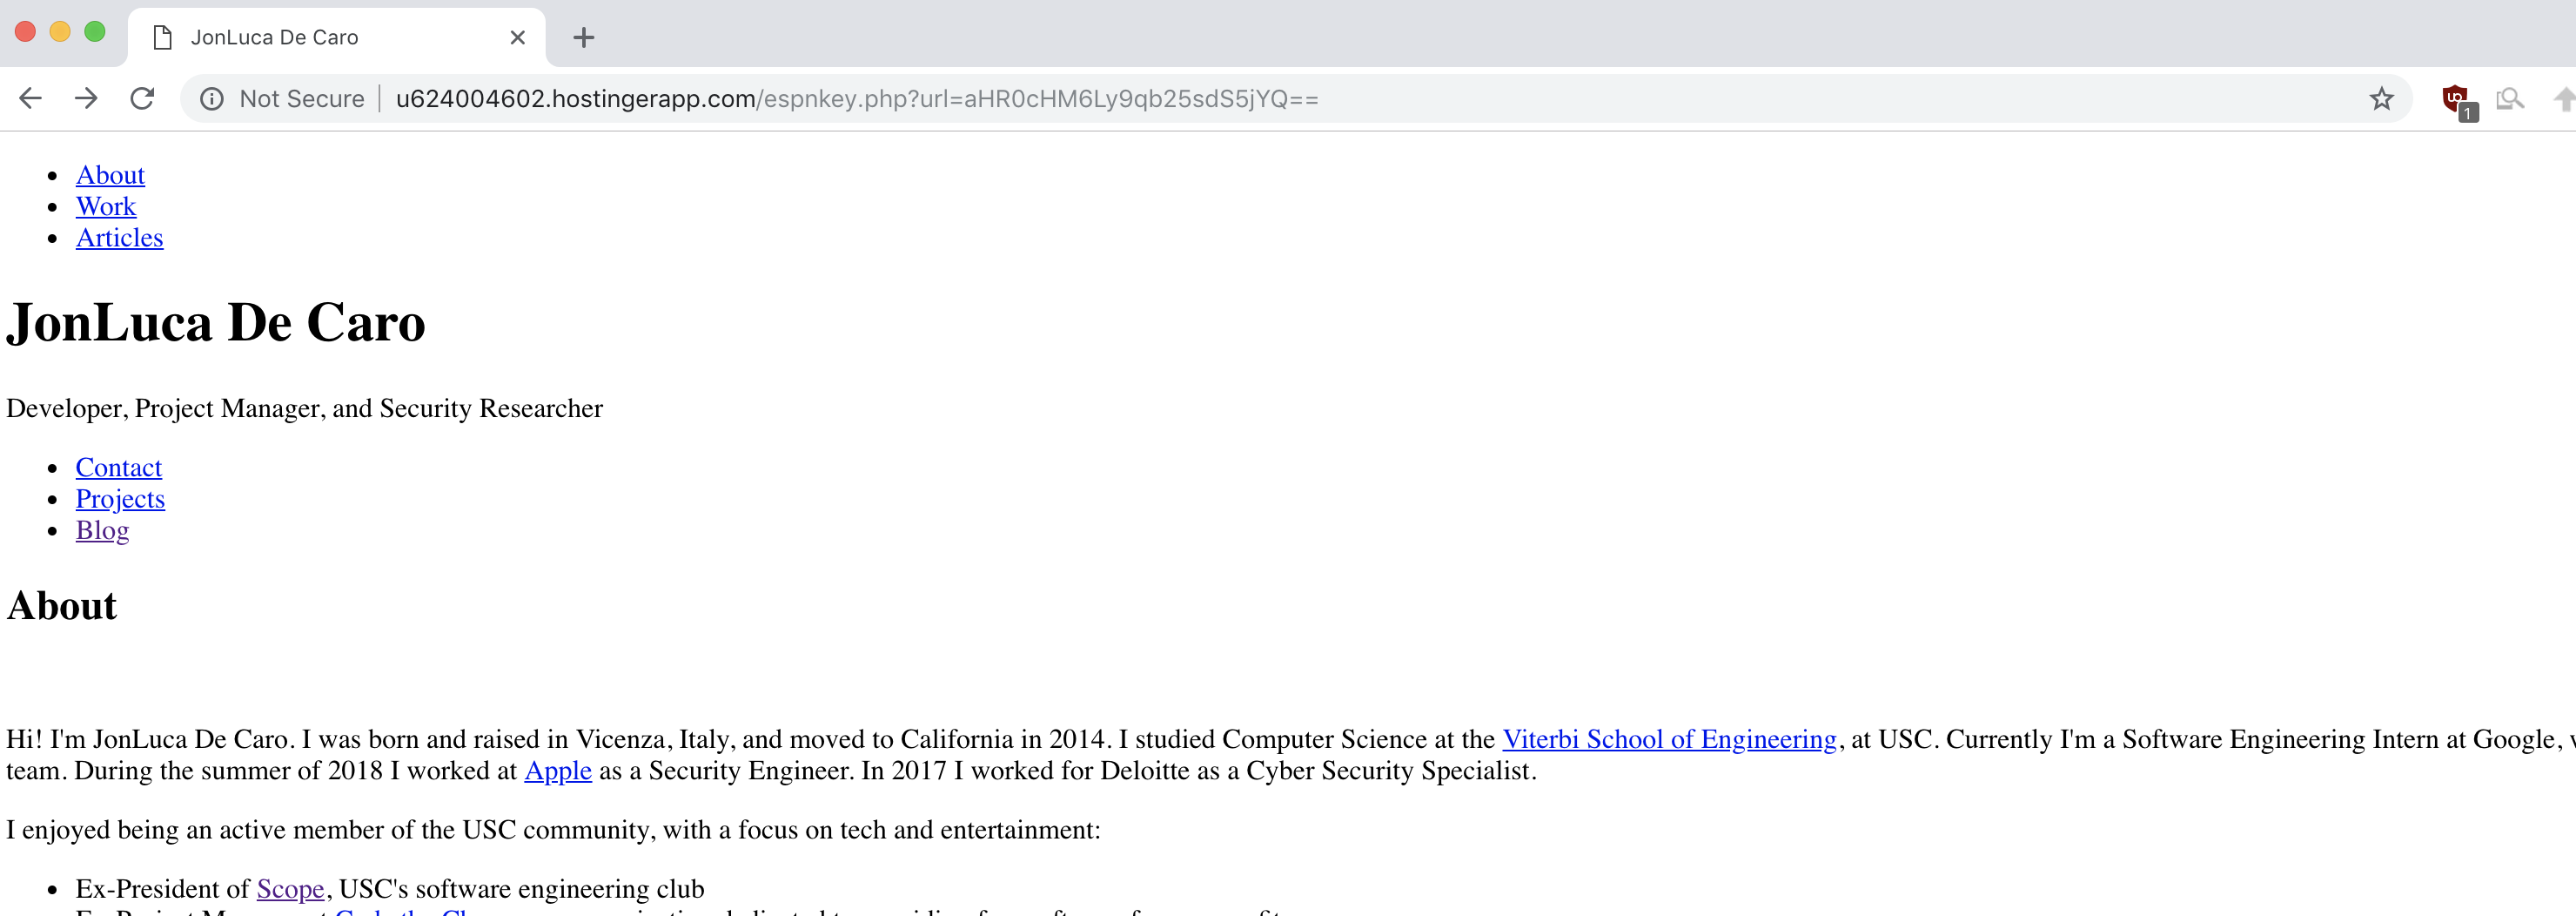 JonLuca De Caro
Not Secure u624004602.hostingerapp.com/espnkey.php?url=aHR0cHM6Ly9qb25sdS5jYQ==
1
About
Work
Articles
JonLuca De Caro
Developer, Project Manager, and Security Researcher
Contact
Projects
Blog
About
Hi! I'm JonLuca De Caro. I was born and raised in Vicenza, Italy, and moved to California in 2014. I studied Computer Science at the Viterbi School of Engineering, at USC. Currently I'm a Software Engineering Intern at Google,
team. During the summer of 2018 I worked at Apple as a Security Engineer. In 2017 I worked for Deloitte as a Cyber Security Specialist.
I enjoyed being an active member of the USC community, with a focus on tech and entertainment:
Ex-President of Scope, USC's software engineering club